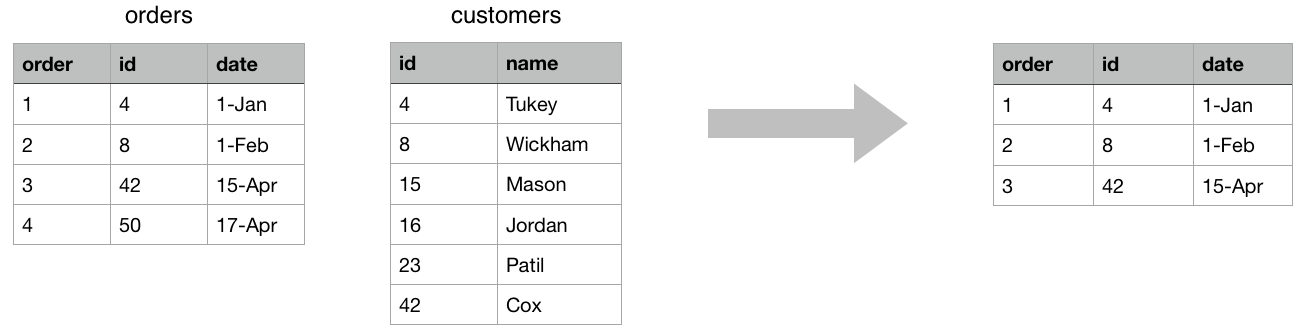 orders
order id date
1 4 1-Jan
2 8 1-Feb
3 42 15-Apr
4 50 17-Apr
customers
id name
4 Tukey
8 Wickham
15 Mason
16 Jordan
23 Patil
42 Cox
order id date
1 4 1-Jan
2 8 1-Feb
3 42 15-Apr